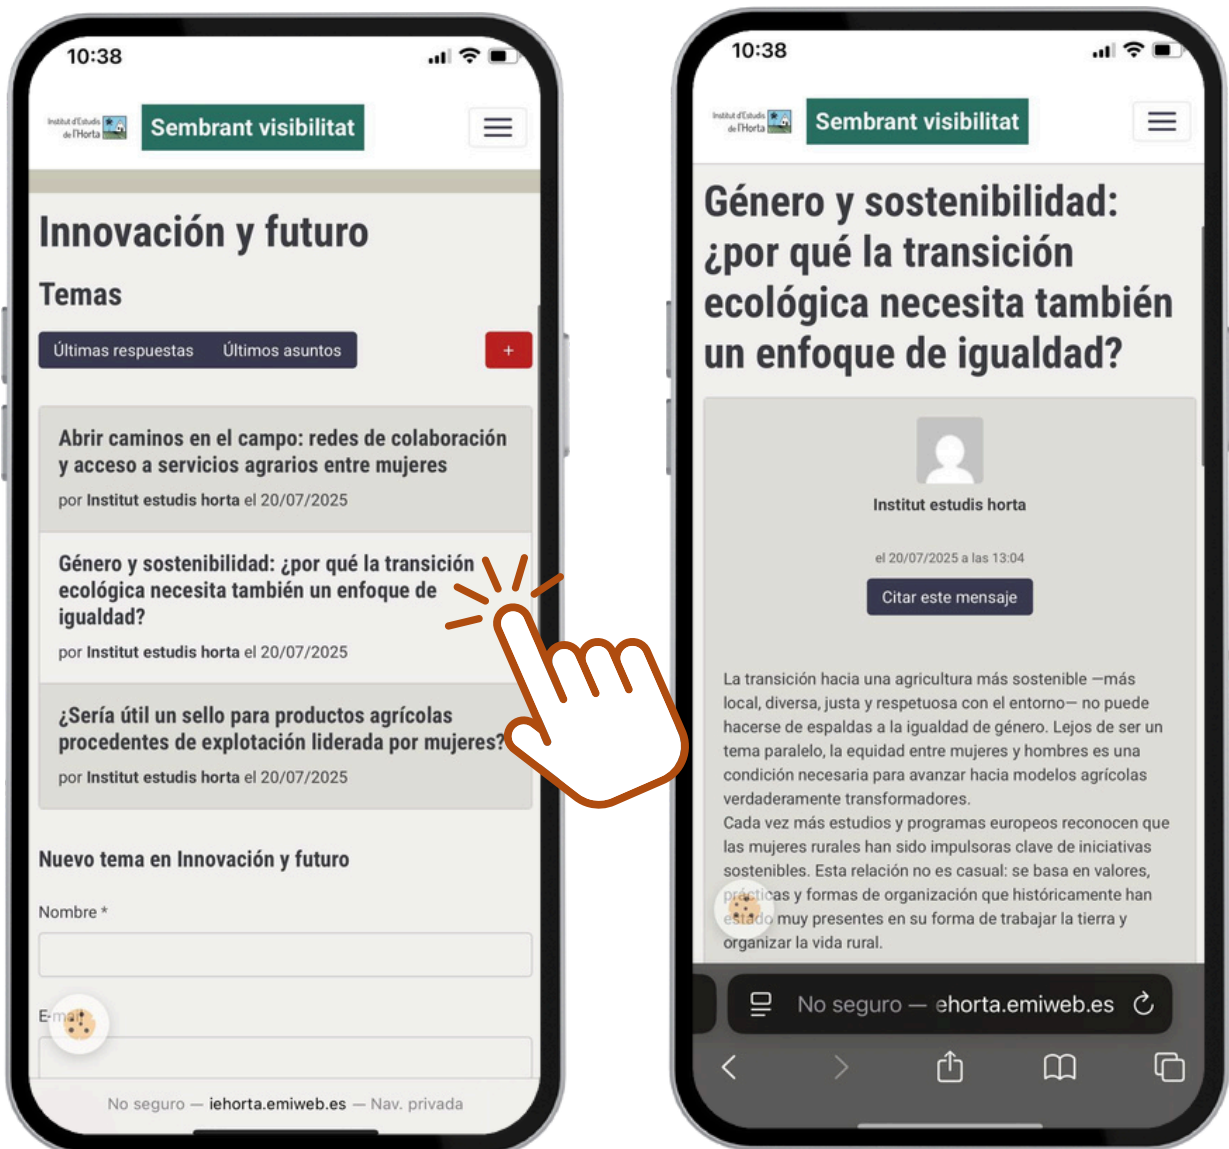 10:38
Institut d'Estudis
de l'Horta
Sembrant visibilitat
Innovación y futuro
Temas
Últimas respuestas
Últimos asuntos
+
Abrir caminos en el campo: redes de colaboración
y acceso a servicios agrarios entre mujeres
por Institut estudis horta el 20/07/2025
Género y sostenibilidad: ¿por qué la transición
ecológica necesita también un enfoque de
igualdad?
por Institut estudis horta el 20/07/2025
¿Sería útil un sello para productos agrícolas
procedentes de explotación liderada por mujeres?
por Institut estudis horta el 20/07/2025
Nuevo tema en Innovación y futuro
Nombre *
E-mail
No seguro — iehorta.emiweb.es — Nav. privada
10:38
Institut d'Estudis
de l'Horta
Sembrant visibilitat
Género y sostenibilidad:
¿por qué la transición
ecológica necesita también
un enfoque de igualdad?
Institut estudis horta
el 20/07/2025 a las 13:04
Citar este mensaje
La transición hacia una agricultura más sostenible —más
local, diversa, justa y respetuosa con el entorno— no puede
hacerse de espaldas a la igualdad de género. Lejos de ser un
tema paralelo, la equidad entre mujeres y hombres es una
condición necesaria para avanzar hacia modelos agrícolas
verdaderamente transformadores.
Cada vez más estudios y programas europeos reconocen que
las mujeres rurales han sido impulsoras clave de iniciativas
sostenibles. Esta relación no es casual: se basa en valores,
prácticas y formas de organización que históricamente han
estado muy presentes en su forma de trabajar la tierra y
organizar la vida rural.
No seguro — ehorta.emiweb.es